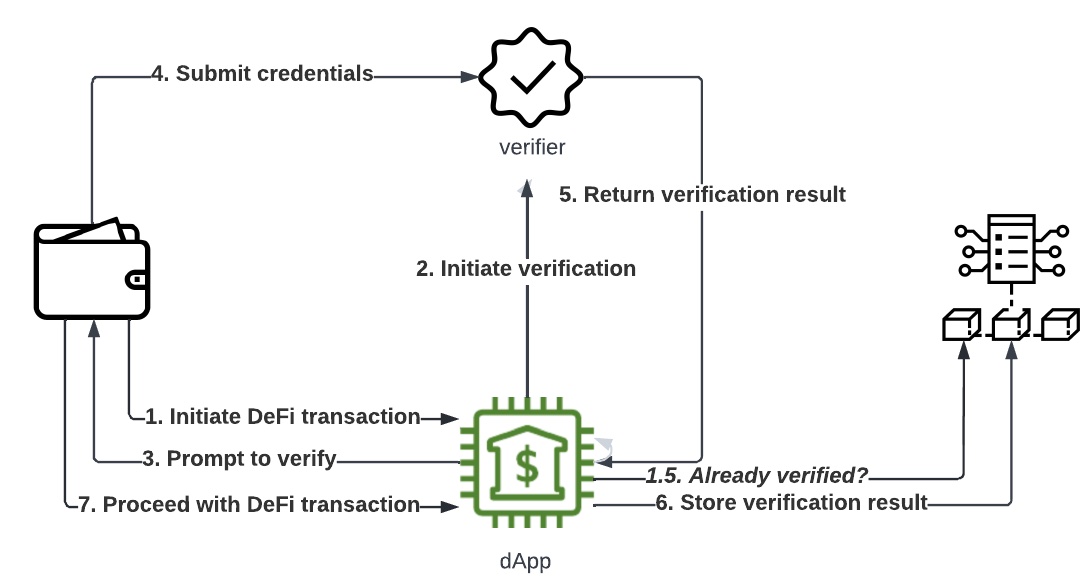 4. Submit credentials
verifier
5. Return verification result
2. Initiate verification
1. Initiate DeFi transaction
3. Prompt to verify
$
1.5. Already verified?
7. Proceed with DeFi transaction
6. Store verification result
dApp